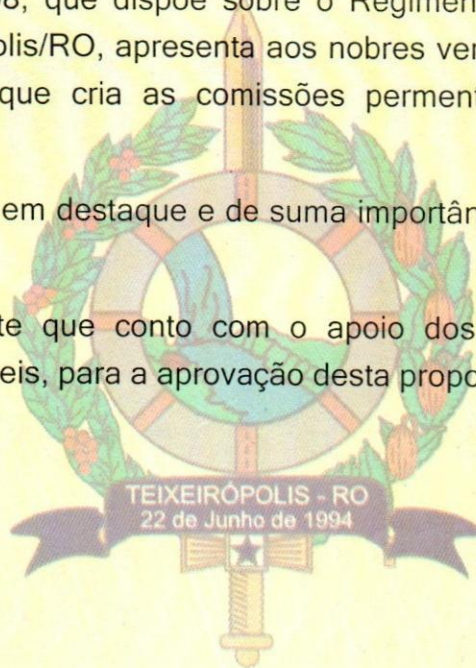 8, que dispõe sobre o Regimen
olis/RO, apresenta aos nobres ver
que cria as comissões perment
em destaque e de suma importân
te que conto com o apoio dos
eis, para a aprovação desta propo
TEIXEIRÓPOLIS - RO
22 de Junho de 1994